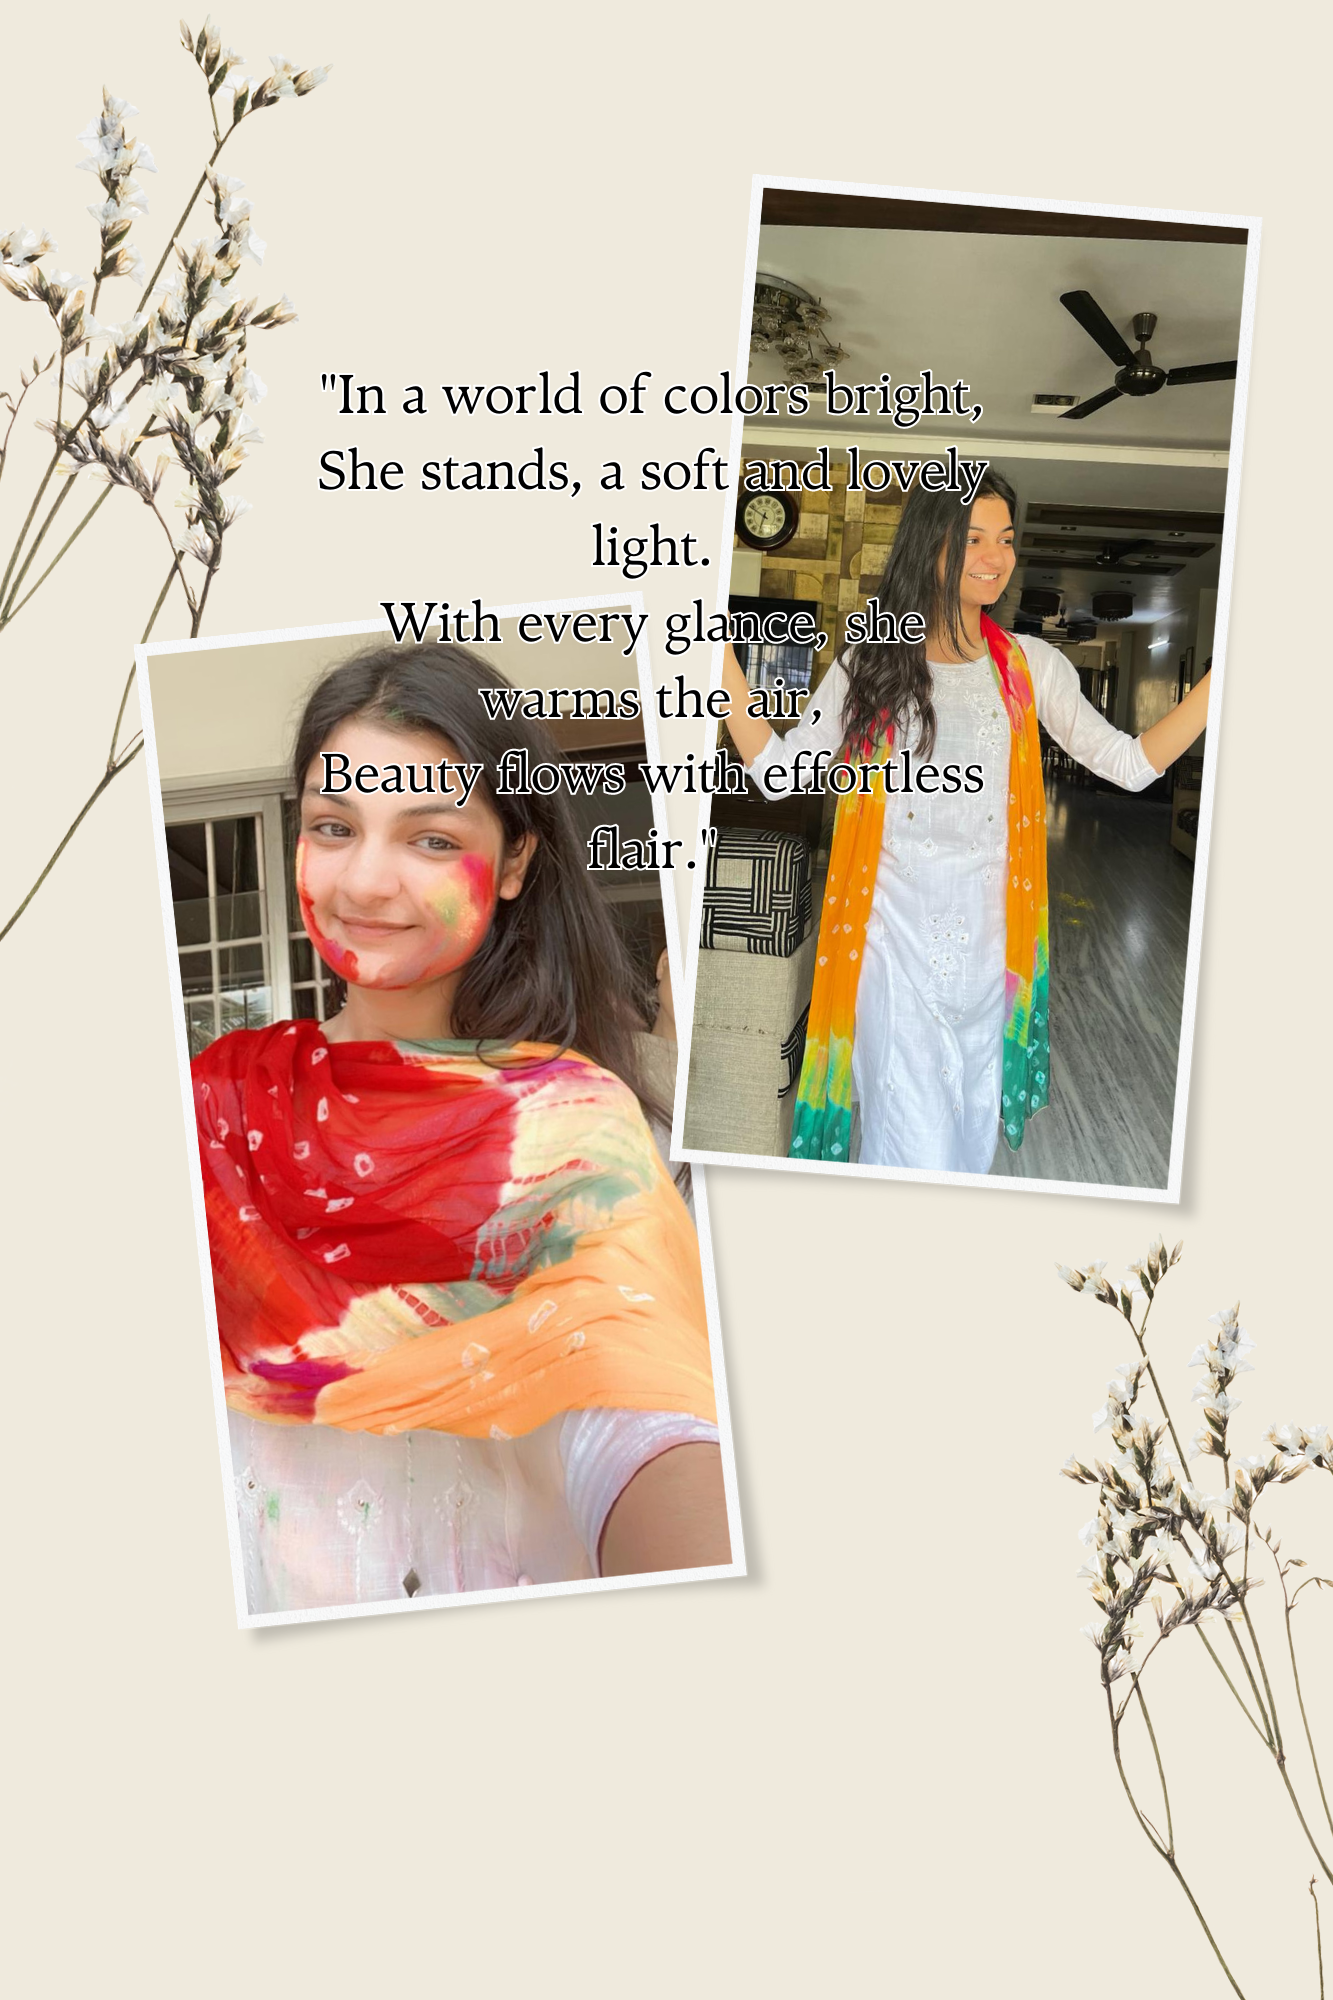 "In a world of colors bright,
She stands, a soft and lovely
light.
With every glance, she
warms the air,
Beauty flows with effortless
flair."